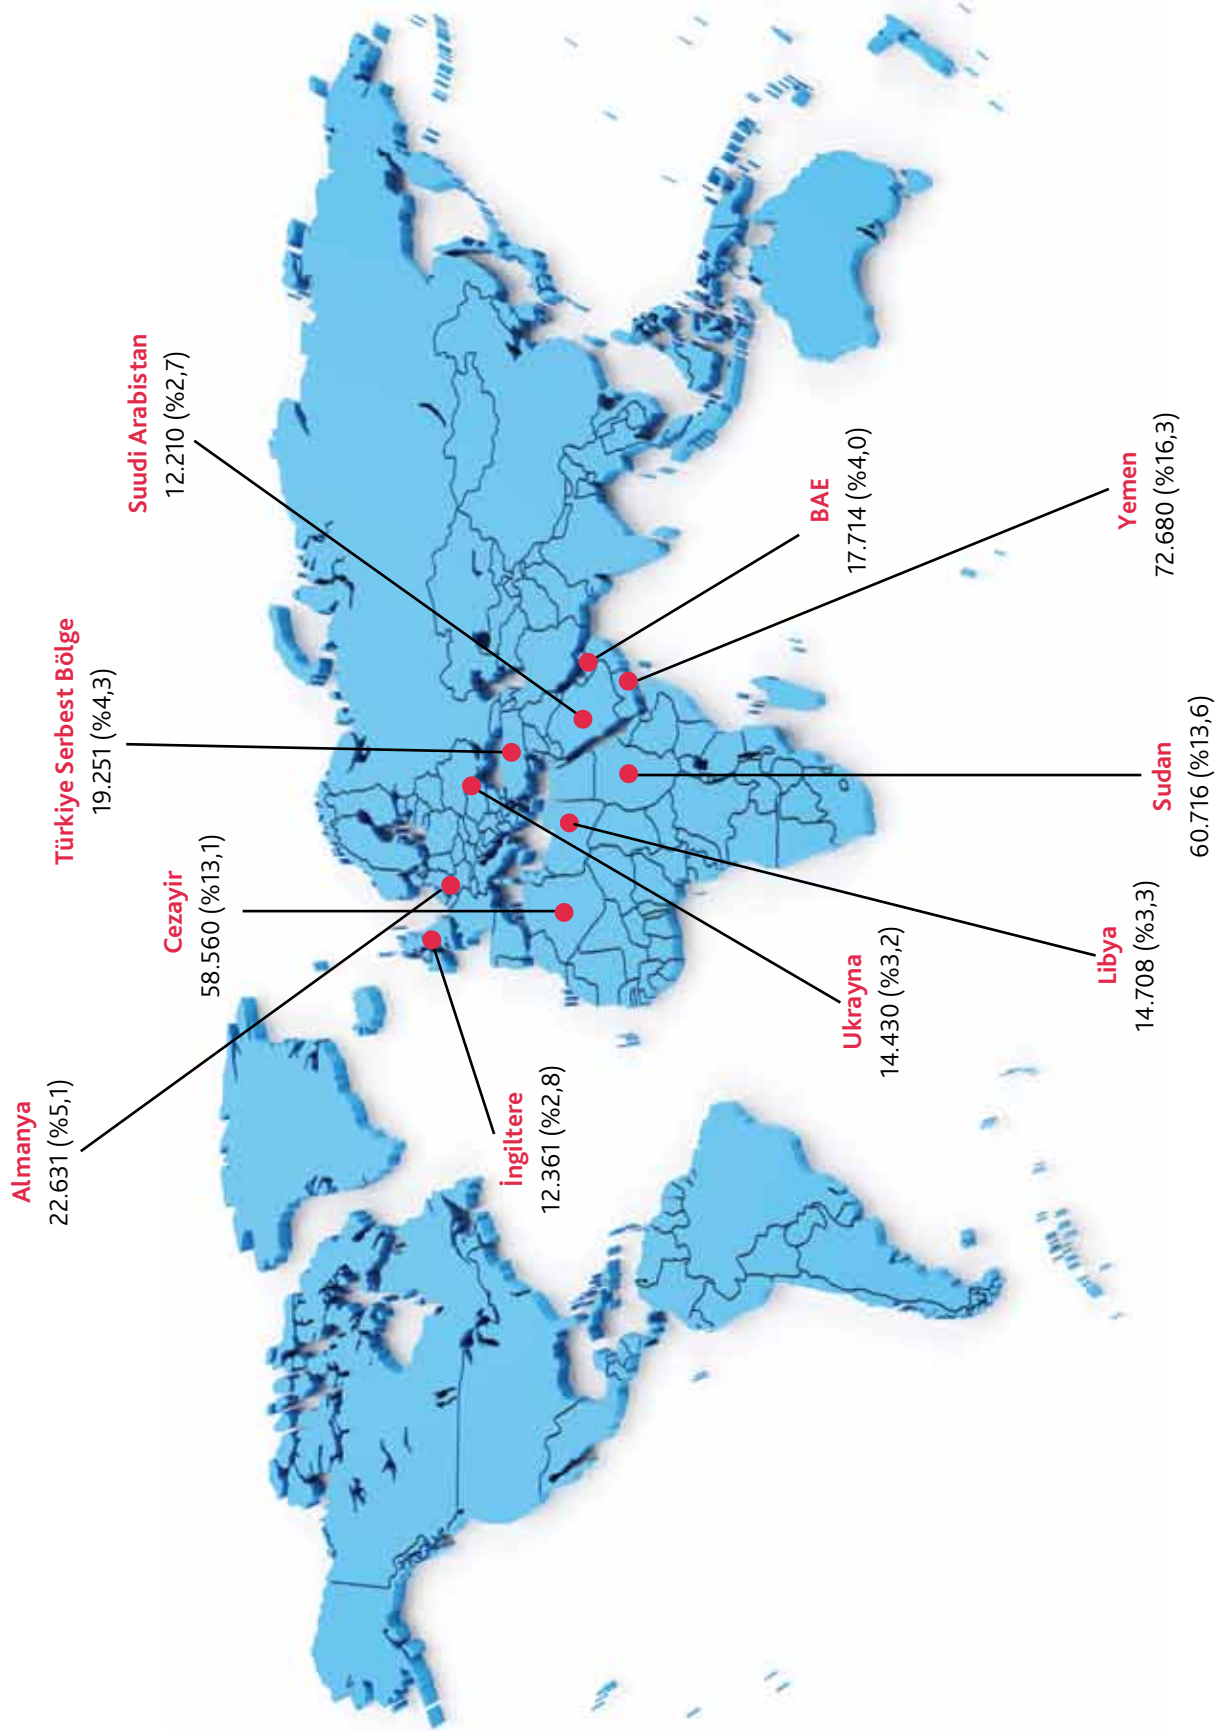 Almanya
22.631 (%5,1)
Türkiye Serbest Bölge
19.251 (%4,3)
Suudi Arabistan
12.210 (%2,7)
Cezayir
58.560 (%13,1)
İngiltere
12.361 (%2,8)
BAE
17.714 (%4,0)
Ukrayna
14.430 (%3,2)
Libya
14.708 (%3,3)
Yemen
72.680 (%16,3)
Sudan
60.716 (%13,6)